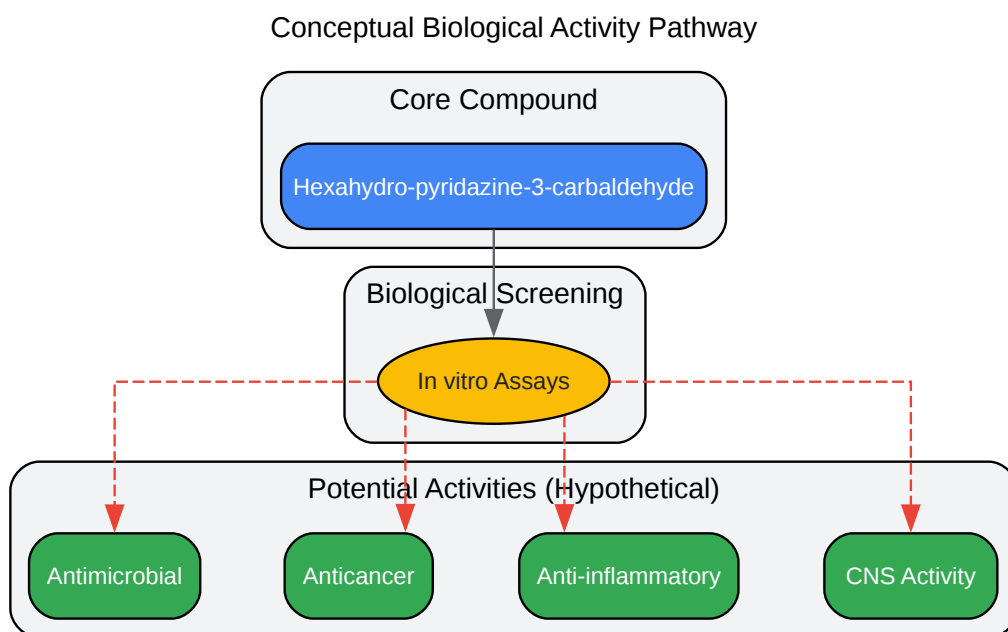 Conceptual Biological Activity Pathway
Core Compound
Hexahydro-pyridazine-3-carbaldehyde
Biological Screening
In vitro Assays
Potential Activities (Hypothetical)
Antimicrobial
Anticancer
Anti-inflammatory
CNS Activity